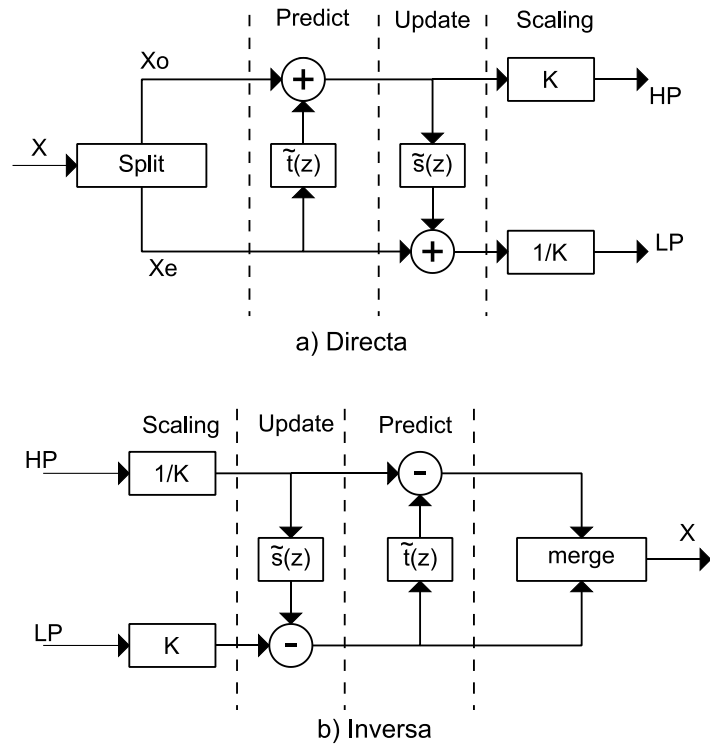 Predict Update Scaling
Xo
+
K
HP
X
Split
t̃(z)
s̃(z)
Xe
+
1/K
LP
a) Directa
Scaling Update Predict
HP
1/K
-
s̃(z)
t̃(z)
merge
X
LP
K
-
b) Inversa